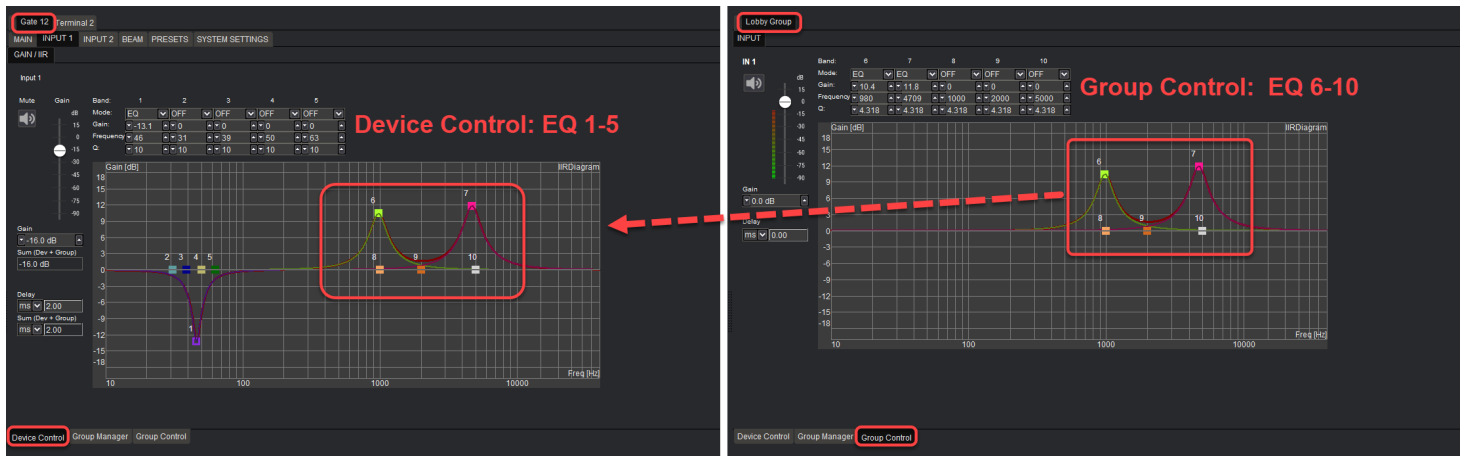 Gate 12 Terminal 2
MAIN INPUT 1 INPUT 2 BEAM PRESETS SYSTEM SETTINGS
GAIN / IIR
Input 1
Mute Gain
dB
15
0
-15
-30
-45
-60
-75
-90
Band: 1 2 3 4 5
Mode: EQ OFF OFF OFF OFF
Gain: -13.1 0 0 0 0
Frequency 46 31 39 50 63
Q: 10 10 10 10 10
Device Control: EQ 1-5
Gain [dB] IIRDiagram
18
15
12
9
6
3
0
-3
-6
-9
-12
-15
-18
6 7
2 3 4 5 8 9 10
1
Freq [Hz]
10 100 1000 10000
Gain
-16.0 dB
Sum (Dev + Group)
-16.0 dB
Delay
ms 2.00
Sum (Dev + Group)
ms 2.00
Device Control Group Manager Group Control
Lobby Group
INPUT
IN 1
dB
15
0
-15
-30
-45
-60
-75
-90
Band: 6 7 8 9 10
Mode: EQ EQ OFF OFF OFF
Gain: 10.4 11.8 0 0 0
Frequency 980 4709 1000 2000 5000
Q: 4.318 4.318 4.318 4.318 4.318
Group Control: EQ 6-10
Gain [dB] IIRDiagram
18
15
12
9
6
3
0
-3
-6
-9
-12
-15
-18
6 7
8 9 10
Freq [Hz]
10 100 1000 10000
Gain
0.0 dB
Delay
ms 0.00
Device Control Group Manager Group Control